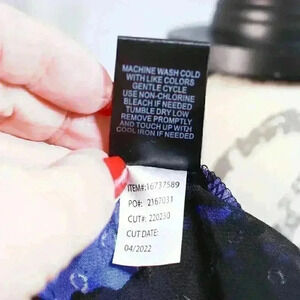 MACHINE WASH COLD
WITH LIKE COLORS
GENTLE CYCLE
USE NON-CHLORINE
BLEACH IF NEEDED
TUMBLE DRY LOW
REMOVE PROMPTLY
AND TOUCH UP WITH
COOL IRON IF NEEDED
ITEM#:16737589
PO#: 2167031
CUT#: 220230
CUT DATE:
04/2022